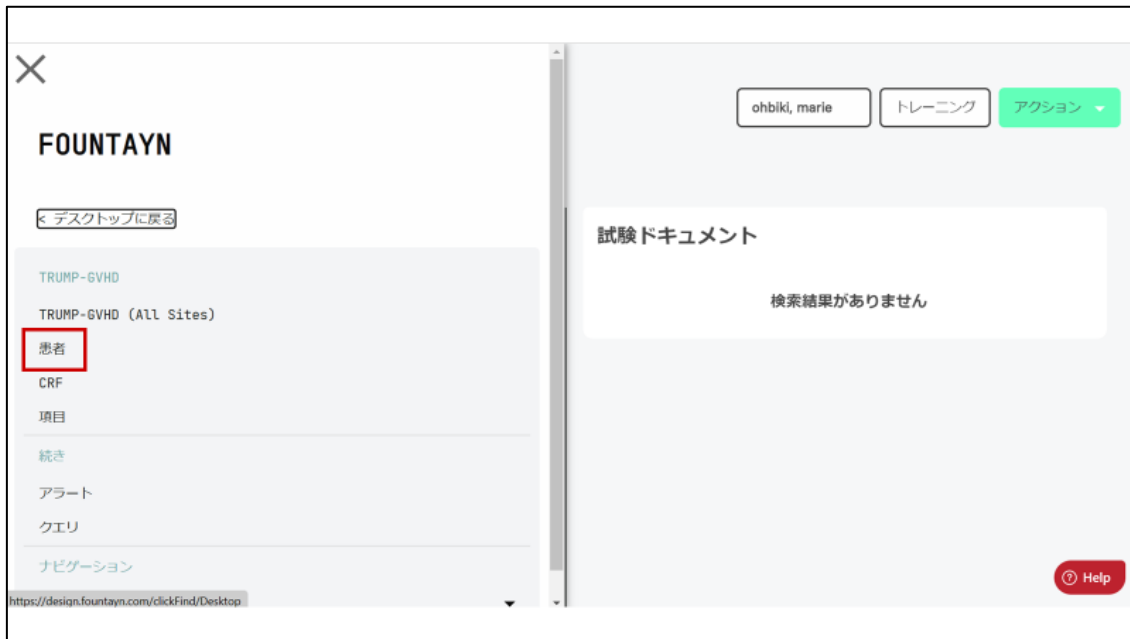 FOUNTAYN
< デスクトップに戻る
TRUMP-GVHD
TRUMP-GVHD (All Sites)
患者
CRF
項目
続き
アラート
クエリ
ナビゲーション
https://design.fountayn.com/clickFind/Desktop
ohbiki, marie
トレーニング
アクション
試験ドキュメント
検索結果がありません
? Help